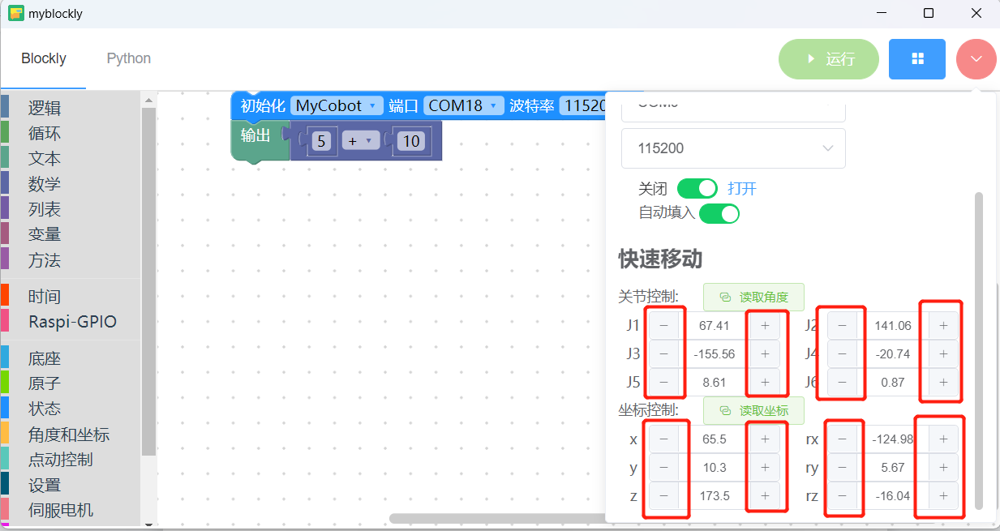 myblockly
Blockly Python 运行
逻辑
循环
文本
数学
列表
变量
方法
时间
Raspi-GPIO
底座
原子
状态
角度和坐标
点动控制
设置
伺服电机
初始化 MyCobot 端口 COM18 波特率 11520
输出 5 + 10
115200
关闭 打开
自动填入
快速移动
关节控制: 读取角度
J1 − 67.41 + J2 − 141.06 +
J3 − -155.56 + J4 − -20.74 +
J5 − 8.61 + J6 − 0.87 +
坐标控制: 读取坐标
x − 65.5 + rx − -124.98 +
y − 10.3 + ry − 5.67 +
z − 173.5 + rz − -16.04 +